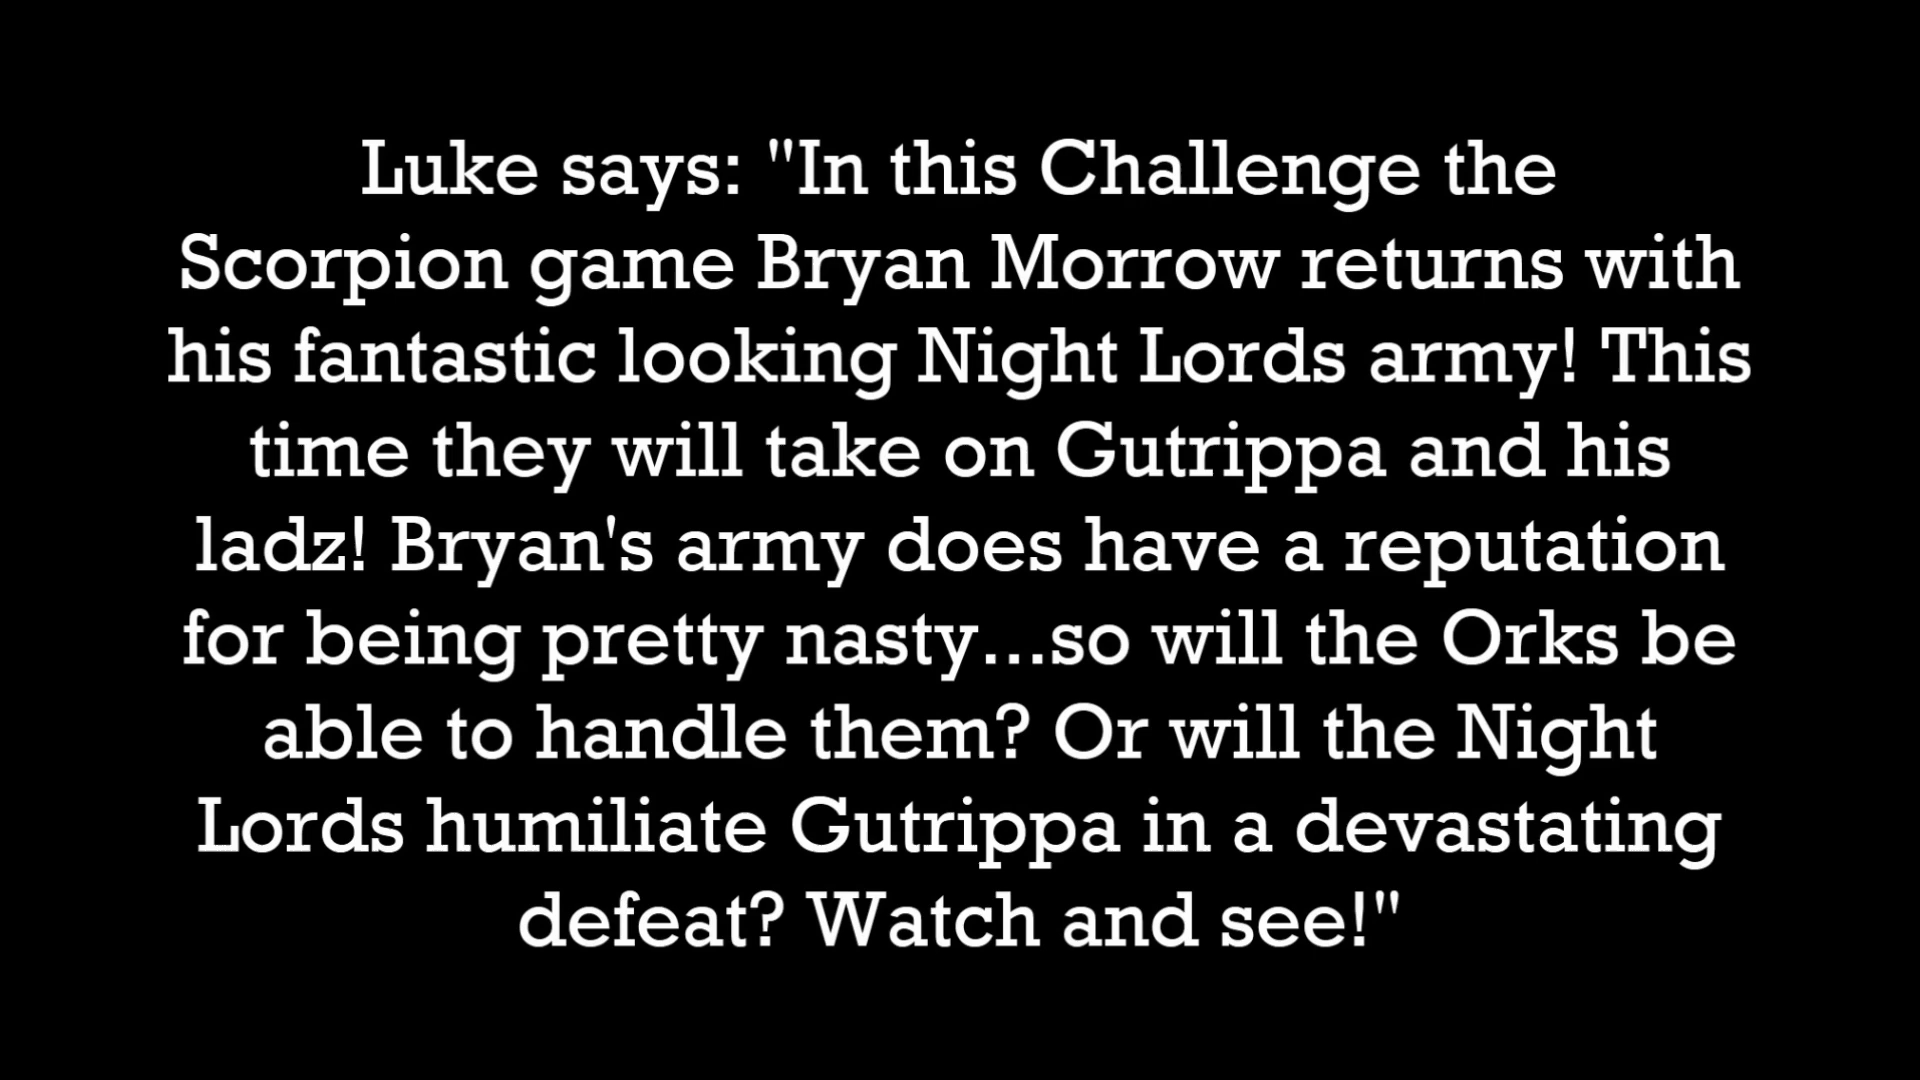 Luke says: "In this Challenge the
Scorpion game Bryan Morrow returns with
his fantastic looking Night Lords army! This
time they will take on Gutrippa and his
ladz! Bryan's army does have a reputation
for being pretty nasty...so will the Orks be
able to handle them? Or will the Night
Lords humiliate Gutrippa in a devastating
defeat? Watch and see!"